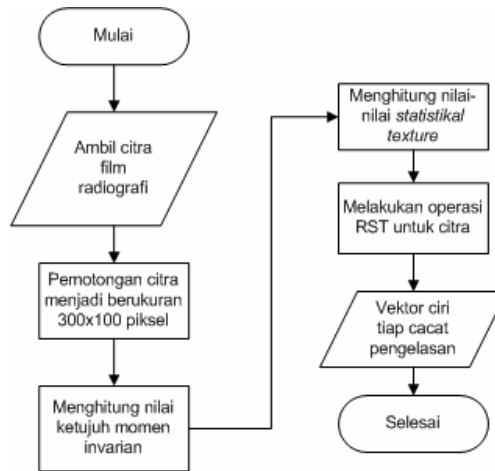 Mulai
Ambil citra
film
radiografi
Pemotongan citra
menjadi berukuran
300x100 piksel
Menghitung nilai
ketujuh momen
invarian
Menghitung nilai-
nilai statistikal
texture
Melakukan operasi
RST untuk citra
Vektor ciri
tiap cacat
pengelasan
Selesai